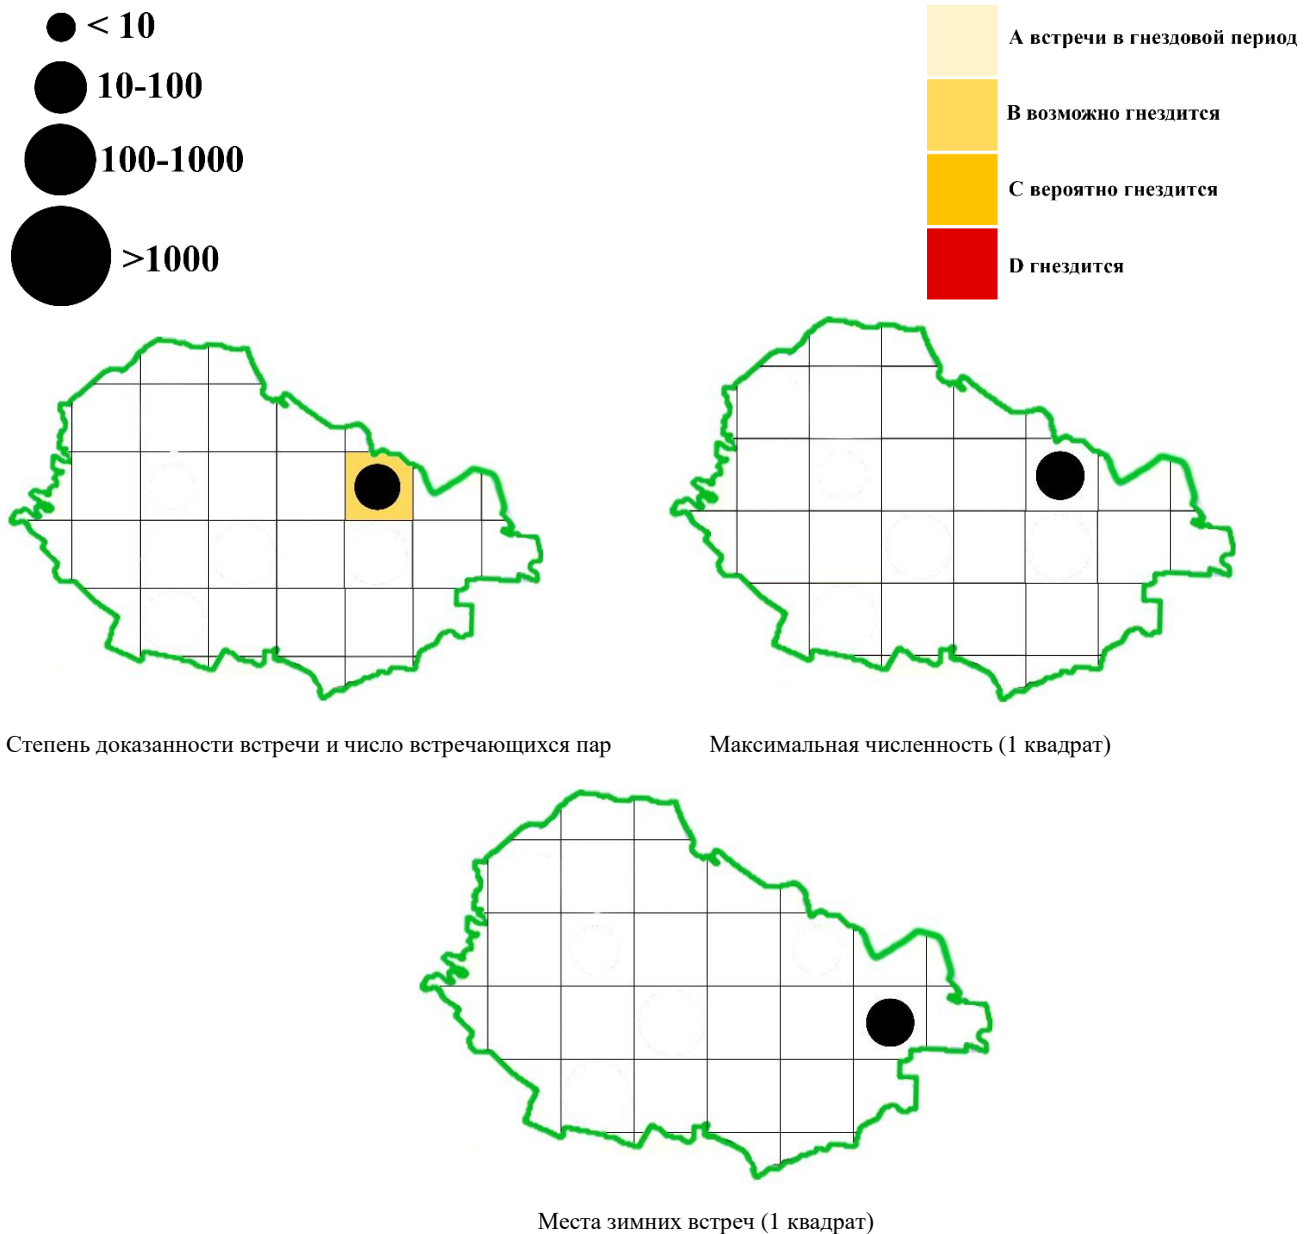 < 10
10-100
100-1000
>1000
A встречи в гнездовой период
B возможно гнездится
C вероятно гнездится
D гнездится
Степень доказанности встречи и число встречающихся пар
Максимальная численность (1 квадрат)
Места зимних встреч (1 квадрат)